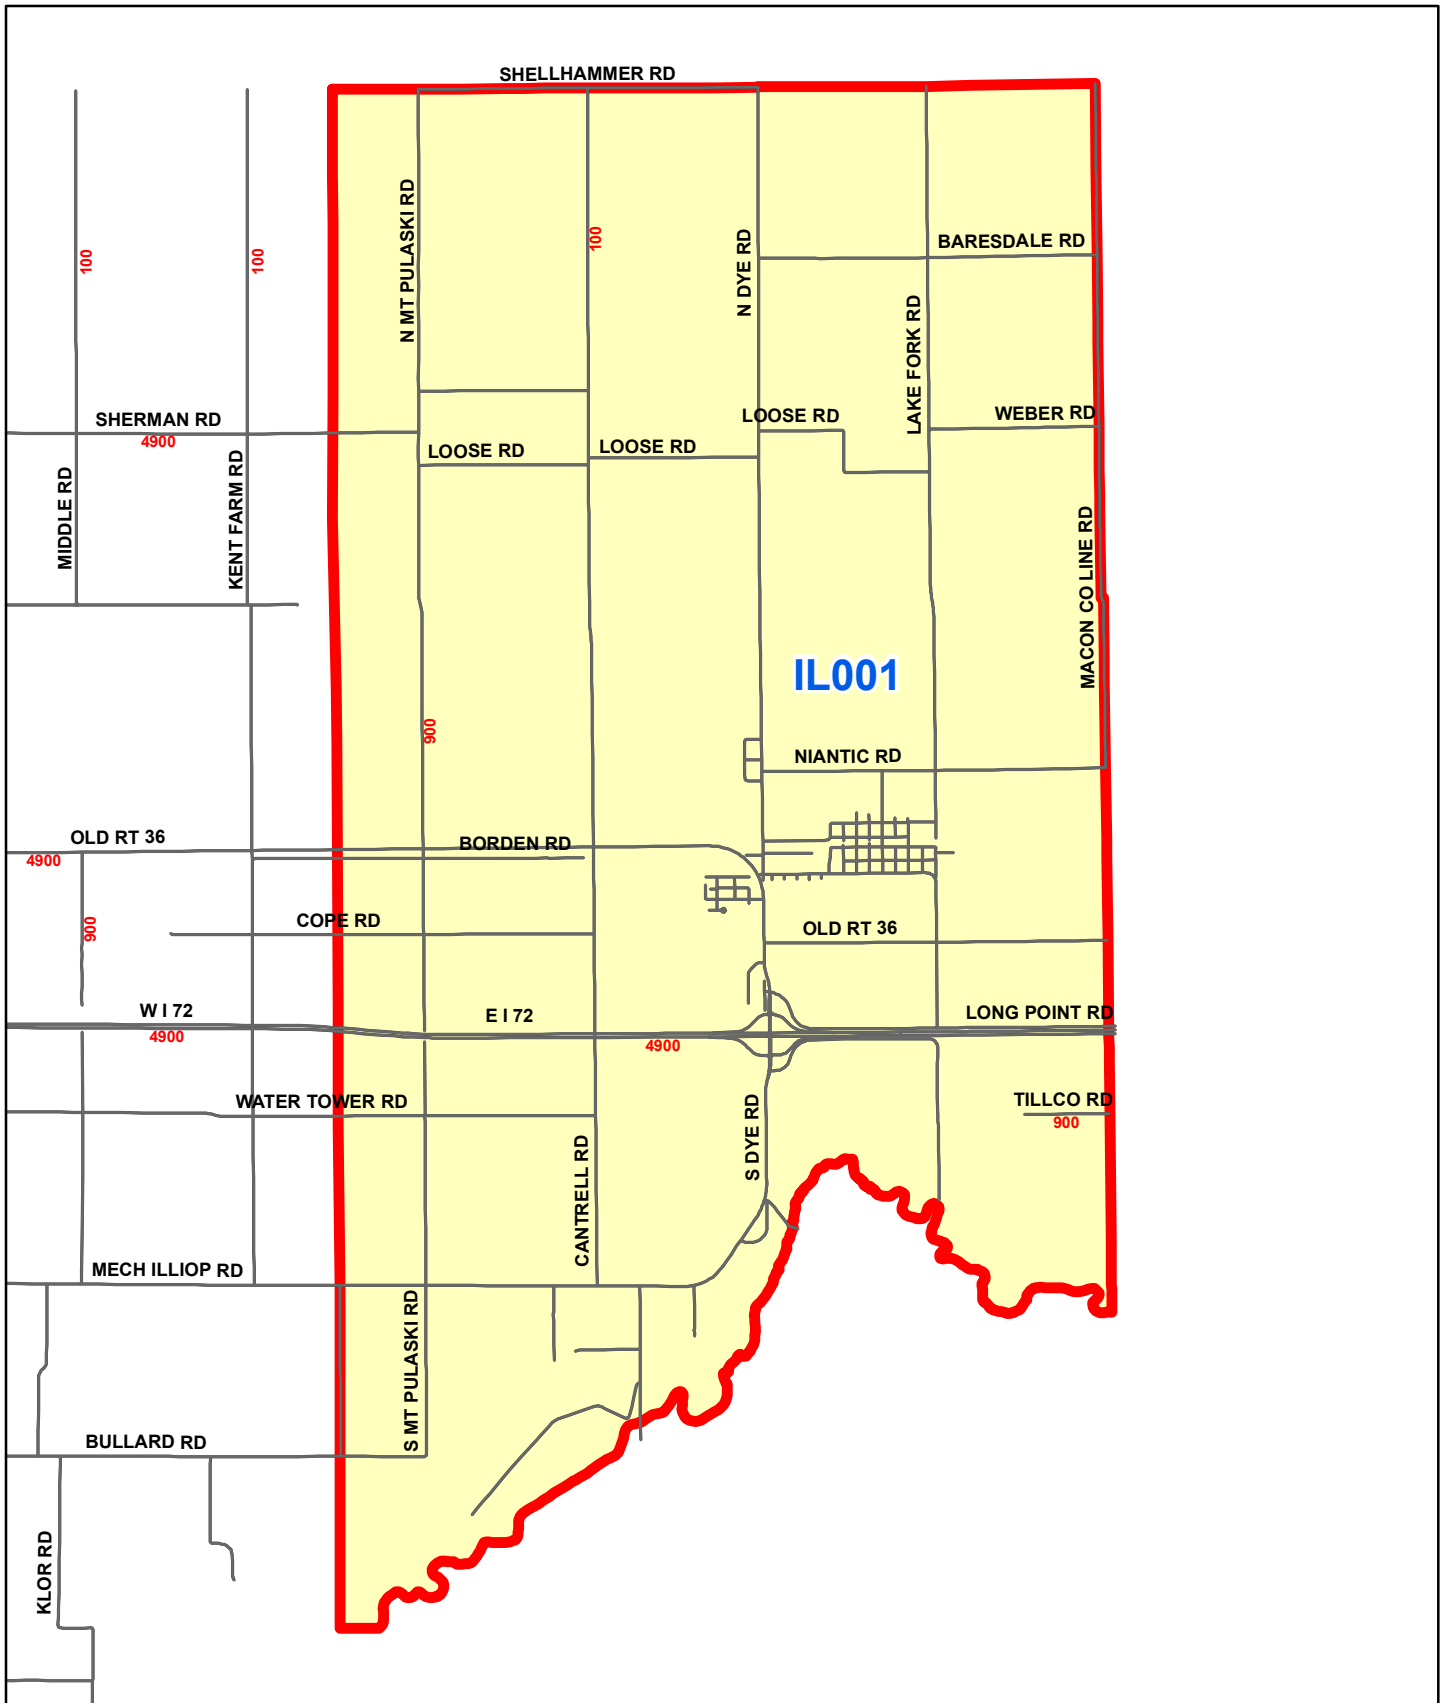 SHELLHAMMER RD
N MT PULASKI RD
100
100
100
N DYE RD
BARESDALE RD
LAKE FORK RD
SHERMAN RD
4900
LOOSE RD
WEBER RD
LOOSE RD
LOOSE RD
MIDDLE RD
KENT FARM RD
MACON CO LINE RD
IL001
900
NIANTIC RD
OLD RT 36
4900
BORDEN RD
900
COPE RD
OLD RT 36
W I 72
4900
E I 72
4900
LONG POINT RD
WATER TOWER RD
TILLCO RD
900
S DYE RD
CANTRELL RD
MECH ILLIOP RD
S MT PULASKI RD
BULLARD RD
KLOR RD